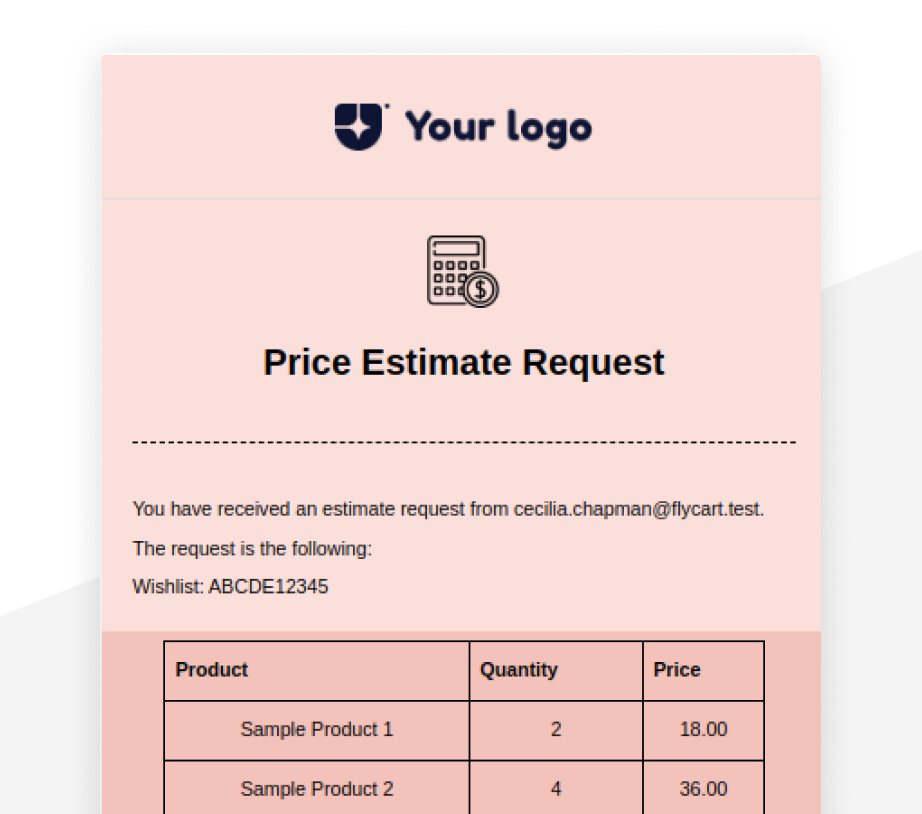 Your logo
$
Price Estimate Request
You have received an estimate request from cecilia.chapman@flycart.test.
The request is the following:
Wishlist: ABCDE12345
Product Quantity Price
Sample Product 1 2 18.00
Sample Product 2 4 36.00